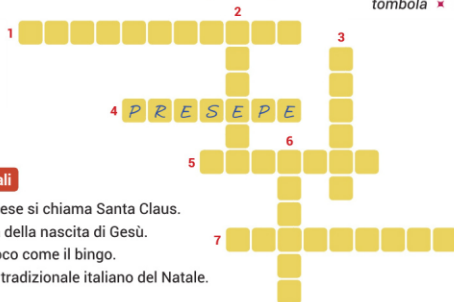 tombola
2
1
3
4 PRESEPE
6
ali
5
ese si chiama Santa Claus.
della nascita di Gesù.
7
oco come il bingo.
tradizionale italiano del Natale.